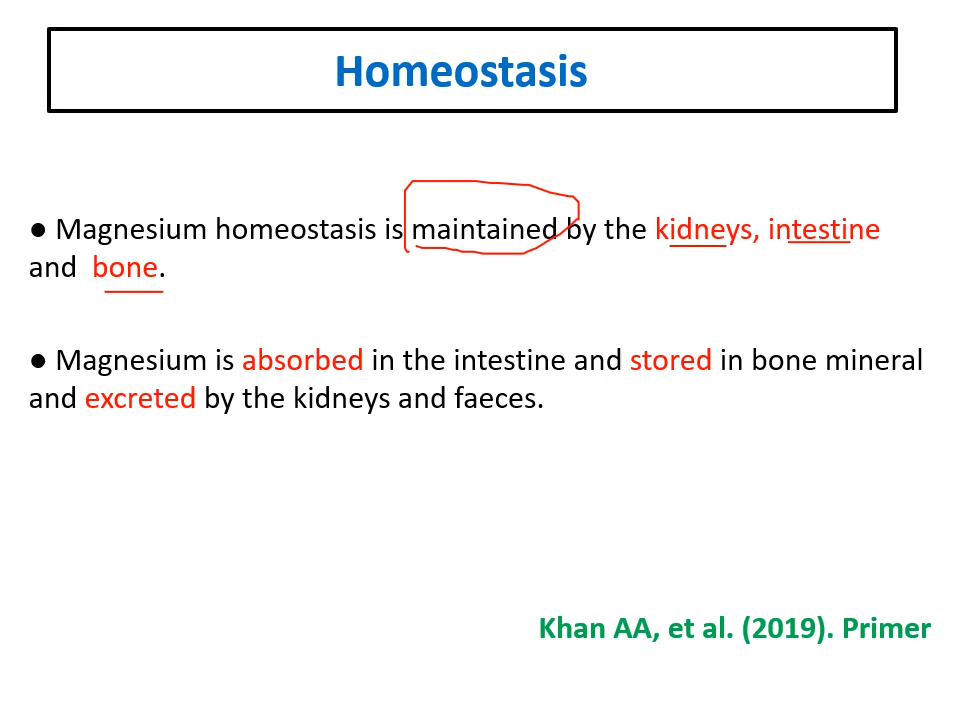 Homeostasis
● Magnesium homeostasis is maintained by the kidneys, intestine
and bone.
● Magnesium is absorbed in the intestine and stored in bone mineral
and excreted by the kidneys and faeces.
Khan AA, et al. (2019). Primer